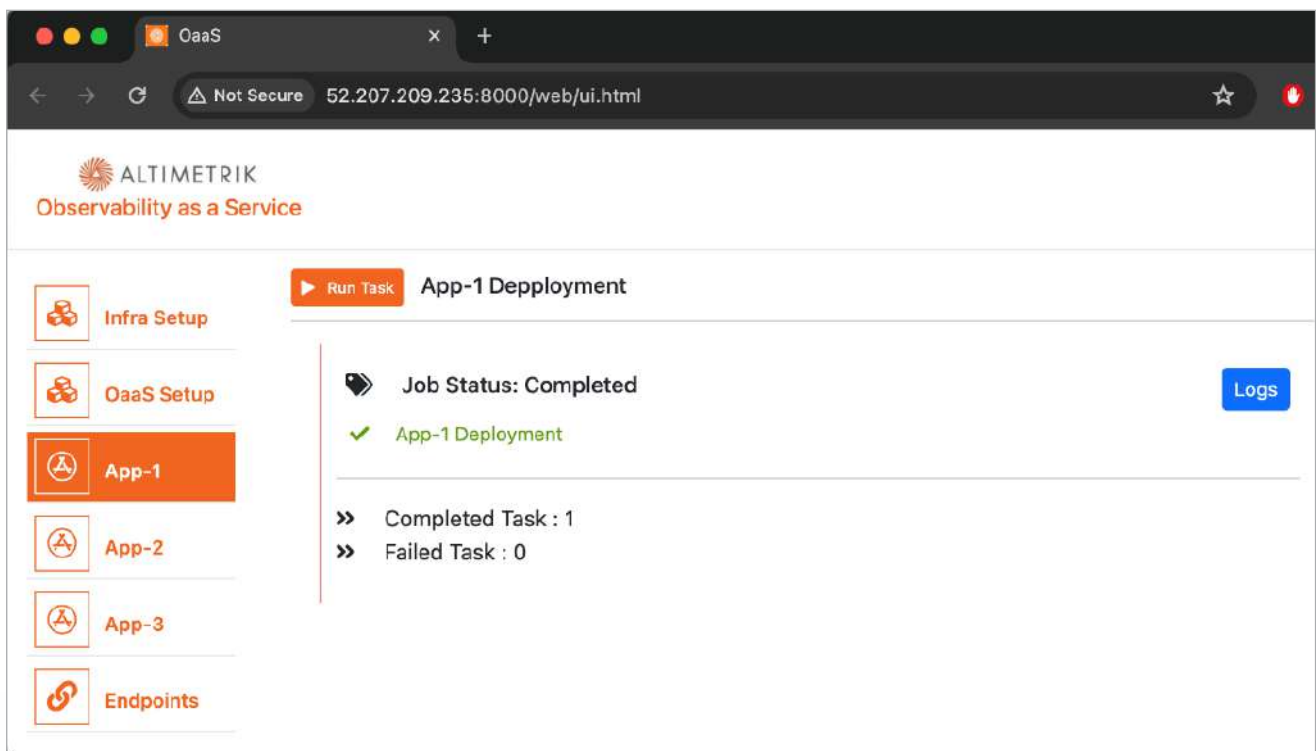 OaaS
Not Secure 52.207.209.235:8000/web/ui.html
ALTIMETRIK
Observability as a Service
Run Task App-1 Depployment
Infra Setup
OaaS Setup
App-1
App-2
App-3
Endpoints
Job Status: Completed
Logs
App-1 Deployment
Completed Task : 1
Failed Task : 0